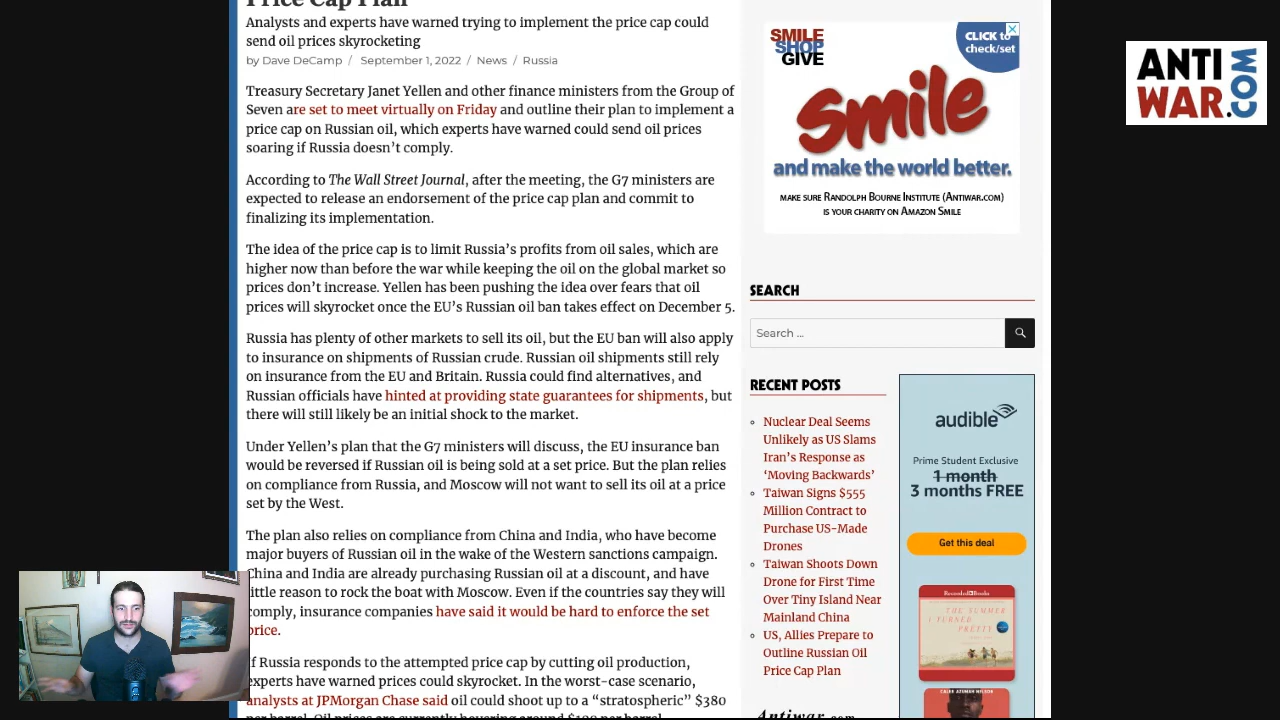 Price Cap Plan
Analysts and experts have warned trying to implement the price cap could
send oil prices skyrocketing
by Dave DeCamp / September 1, 2022 / News / Russia
Treasury Secretary Janet Yellen and other finance ministers from the Group of
Seven are set to meet virtually on Friday and outline their plan to implement a
price cap on Russian oil, which experts have warned could send oil prices
soaring if Russia doesn’t comply.
According to The Wall Street Journal, after the meeting, the G7 ministers are
expected to release an endorsement of the price cap plan and commit to
finalizing its implementation.
The idea of the price cap is to limit Russia’s profits from oil sales, which are
higher now than before the war while keeping the oil on the global market so
prices don’t increase. Yellen has been pushing the idea over fears that oil
prices will skyrocket once the EU’s Russian oil ban takes effect on December 5.
Russia has plenty of other markets to sell its oil, but the EU ban will also apply
to insurance on shipments of Russian crude. Russian oil shipments still rely
on insurance from the EU and Britain. Russia could find alternatives, and
Russian officials have hinted at providing state guarantees for shipments, but
there will still likely be an initial shock to the market.
Under Yellen’s plan that the G7 ministers will discuss, the EU insurance ban
would be reversed if Russian oil is being sold at a set price. But the plan relies
on compliance from Russia, and Moscow will not want to sell its oil at a price
set by the West.
The plan also relies on compliance from China and India, who have become
major buyers of Russian oil in the wake of the Western sanctions campaign.
China and India are already purchasing Russian oil at a discount, and have
little reason to rock the boat with Moscow. Even if the countries say they will
comply, insurance companies have said it would be hard to enforce the set
price.
If Russia responds to the attempted price cap by cutting oil production,
experts have warned prices could skyrocket. In the worst-case scenario,
analysts at JPMorgan Chase said oil could shoot up to a “stratospheric” $380
per barrel. Oil prices are currently hovering around $100 per barrel.
SMILE
SHOP
GIVE
CLICK to
check/set
Smile
and make the world better.
MAKE SURE RANDOLPH BOURNE INSTITUTE (ANTIWAR.COM)
IS YOUR CHARITY ON AMAZON SMILE
SEARCH
Search ...
RECENT POSTS
Nuclear Deal Seems
Unlikely as US Slams
Iran’s Response as
‘Moving Backwards’
Taiwan Signs $555
Million Contract to
Purchase US-Made
Drones
Taiwan Shoots Down
Drone for First Time
Over Tiny Island Near
Mainland China
US, Allies Prepare to
Outline Russian Oil
Price Cap Plan
Antiwar.com
audible
Prime Student Exclusive
1 month
3 months FREE
Get this deal
Recorded Books
THE SUMMER
I TURNED
PRETTY
ANTI
WAR.COM